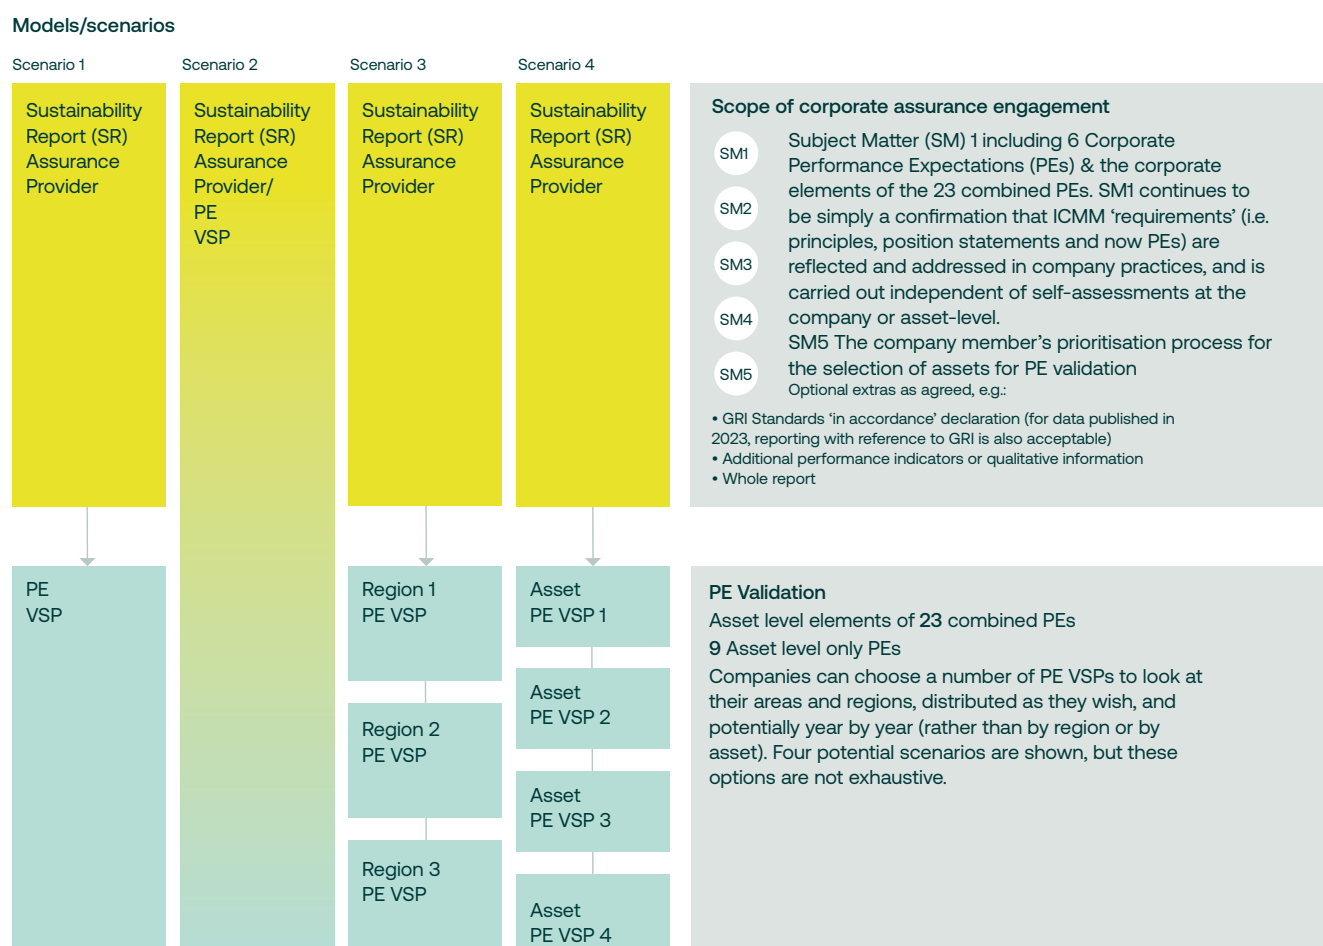 Models/scenarios
Scenario 1
Scenario 2
Scenario 3
Scenario 4
Sustainability
Report (SR)
Assurance
Provider
Sustainability
Report (SR)
Assurance
Provider/
PE
VSP
Sustainability
Report (SR)
Assurance
Provider
Sustainability
Report (SR)
Assurance
Provider
Scope of corporate assurance engagement
SM1
SM2
SM3
SM4
SM5
Subject Matter (SM) 1 including 6 Corporate
Performance Expectations (PEs) & the corporate
elements of the 23 combined PEs. SM1 continues to
be simply a confirmation that ICMM ‘requirements’ (i.e.
principles, position statements and now PEs) are
reflected and addressed in company practices, and is
carried out independent of self-assessments at the
company or asset-level.
SM5 The company member’s prioritisation process for
the selection of assets for PE validation
Optional extras as agreed, e.g.:
• GRI Standards ‘in accordance’ declaration (for data published in
2023, reporting with reference to GRI is also acceptable)
• Additional performance indicators or qualitative information
• Whole report
PE
VSP
Region 1
PE VSP
Region 2
PE VSP
Region 3
PE VSP
Asset
PE VSP 1
Asset
PE VSP 2
Asset
PE VSP 3
Asset
PE VSP 4
PE Validation
Asset level elements of 23 combined PEs
9 Asset level only PEs
Companies can choose a number of PE VSPs to look at
their areas and regions, distributed as they wish, and
potentially year by year (rather than by region or by
asset). Four potential scenarios are shown, but these
options are not exhaustive.